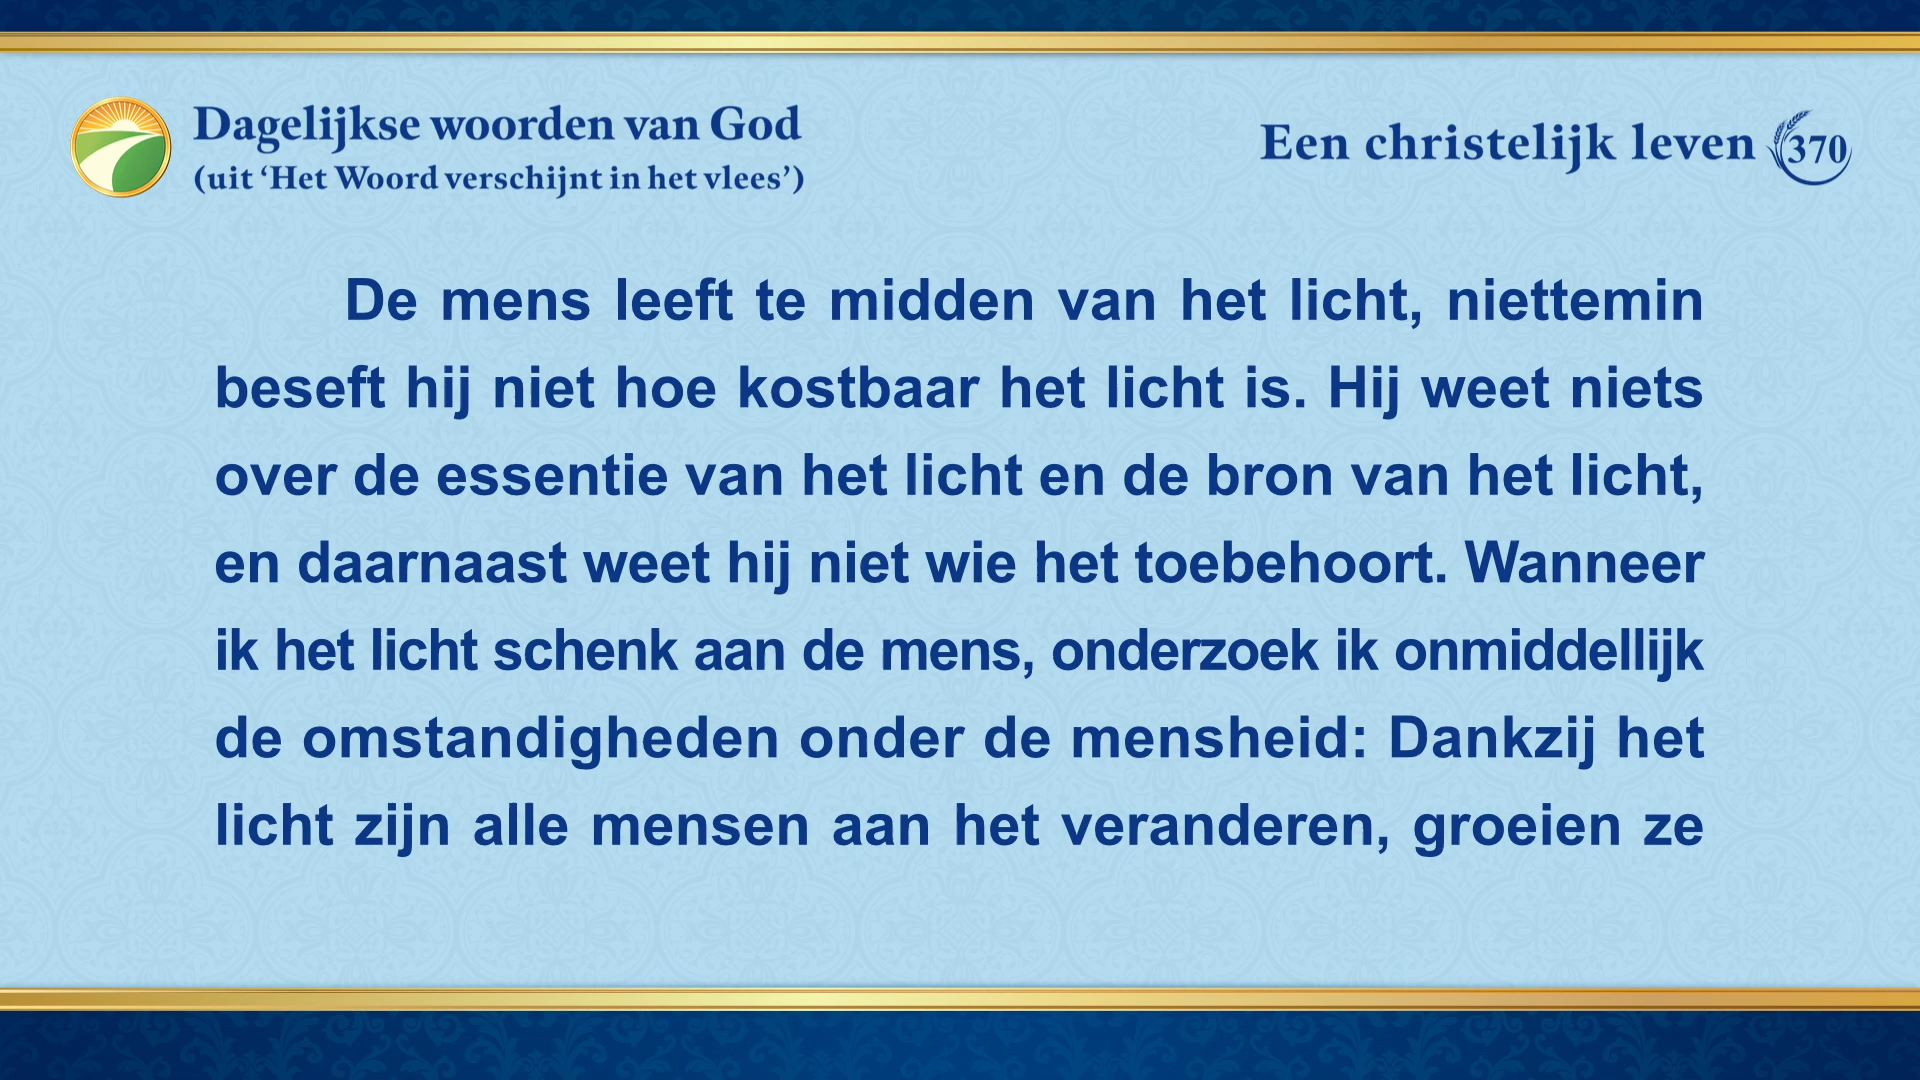 Dagelijkse woorden van God
(uit ‘Het Woord verschijnt in het vlees’)
Een christelijk leven 370
De mens leeft te midden van het licht, niettemin
beseft hij niet hoe kostbaar het licht is. Hij weet niets
over de essentie van het licht en de bron van het licht,
en daarnaast weet hij niet wie het toebehoort. Wanneer
ik het licht schenk aan de mens, onderzoek ik onmiddellijk
de omstandigheden onder de mensheid: Dankzij het
licht zijn alle mensen aan het veranderen, groeien ze